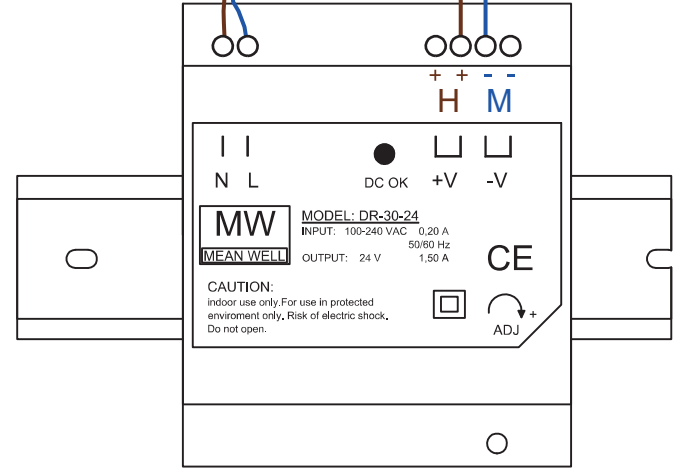 + + - -
H M
N L DC OK +V -V
MW
MEAN WELL
MODEL: DR-30-24
INPUT: 100-240 VAC 0,20 A
50/60 Hz
OUTPUT: 24 V 1,50 A
CE
CAUTION:
indoor use only.For use in protected
enviroment only. Risk of electric shock.
Do not open.
+
ADJ